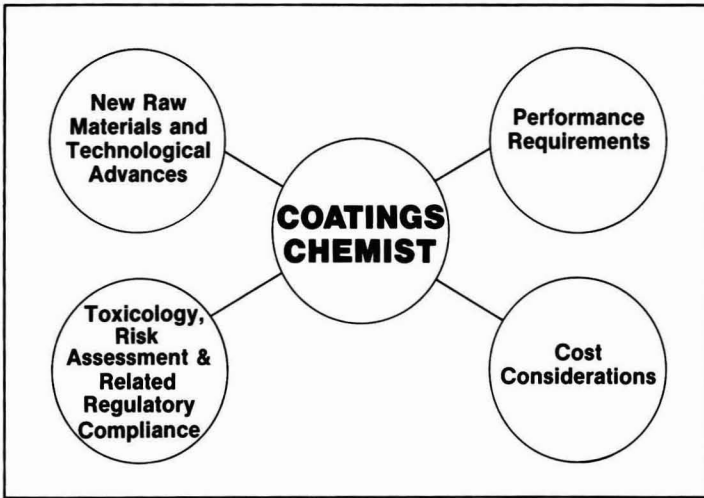 New Raw
Materials and
Technological
Advances
Performance
Requirements
COATINGS
CHEMIST
Toxicology,
Risk
Assessment &
Related
Regulatory
Compliance
Cost
Considerations